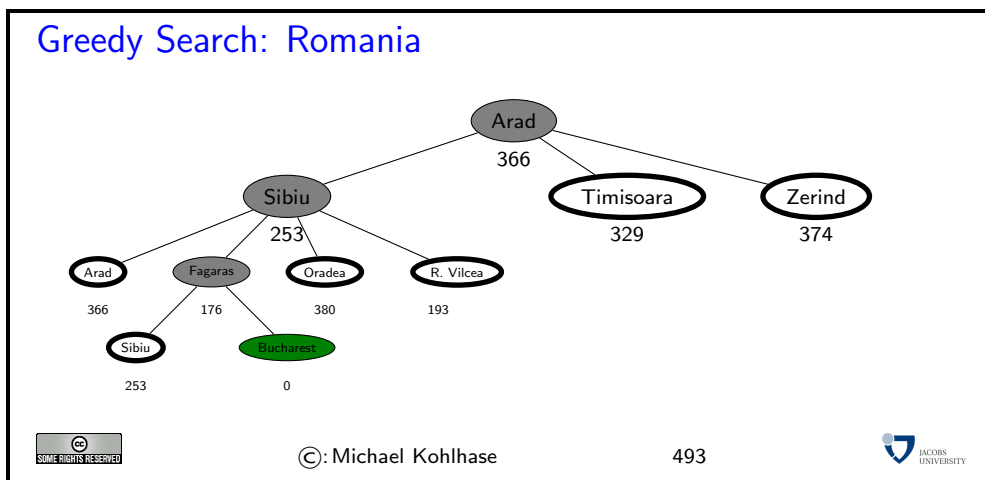 Greedy Search: Romania
Arad
366
Sibiu
Timisoara
Zerind
253
329
374
Arad
Fagaras
Oradea
R. Vilcea
366
176
380
193
Sibiu
Bucharest
253
0
cc
SOME RIGHTS RESERVED
©: Michael Kohlhase
493
JACOBS
UNIVERSITY